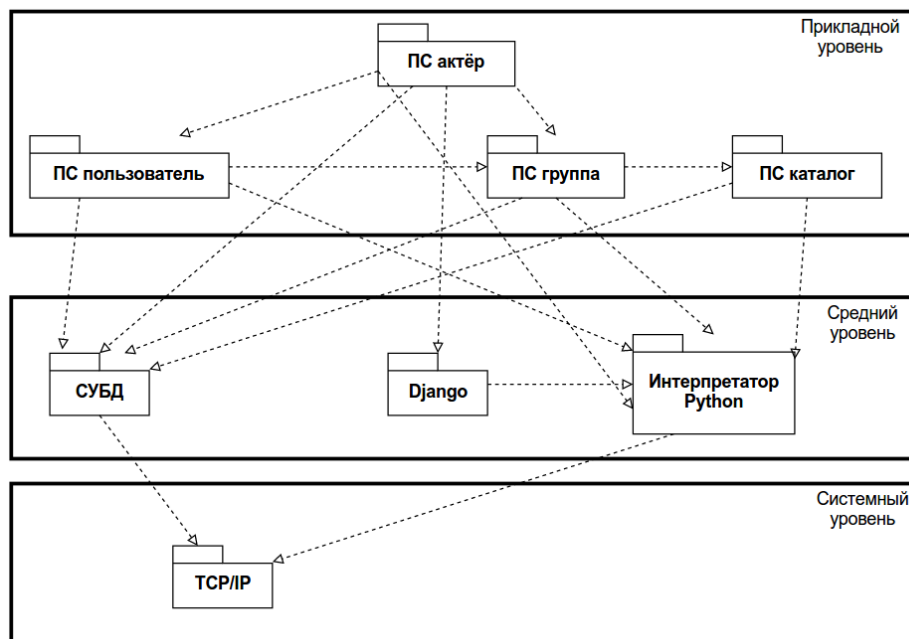 Прикладной
уровень
ПС актёр
ПС пользователь
ПС группа
ПС каталог
Средний
уровень
СУБД
Django
Интерпретатор
Python
Системный
уровень
TCP/IP